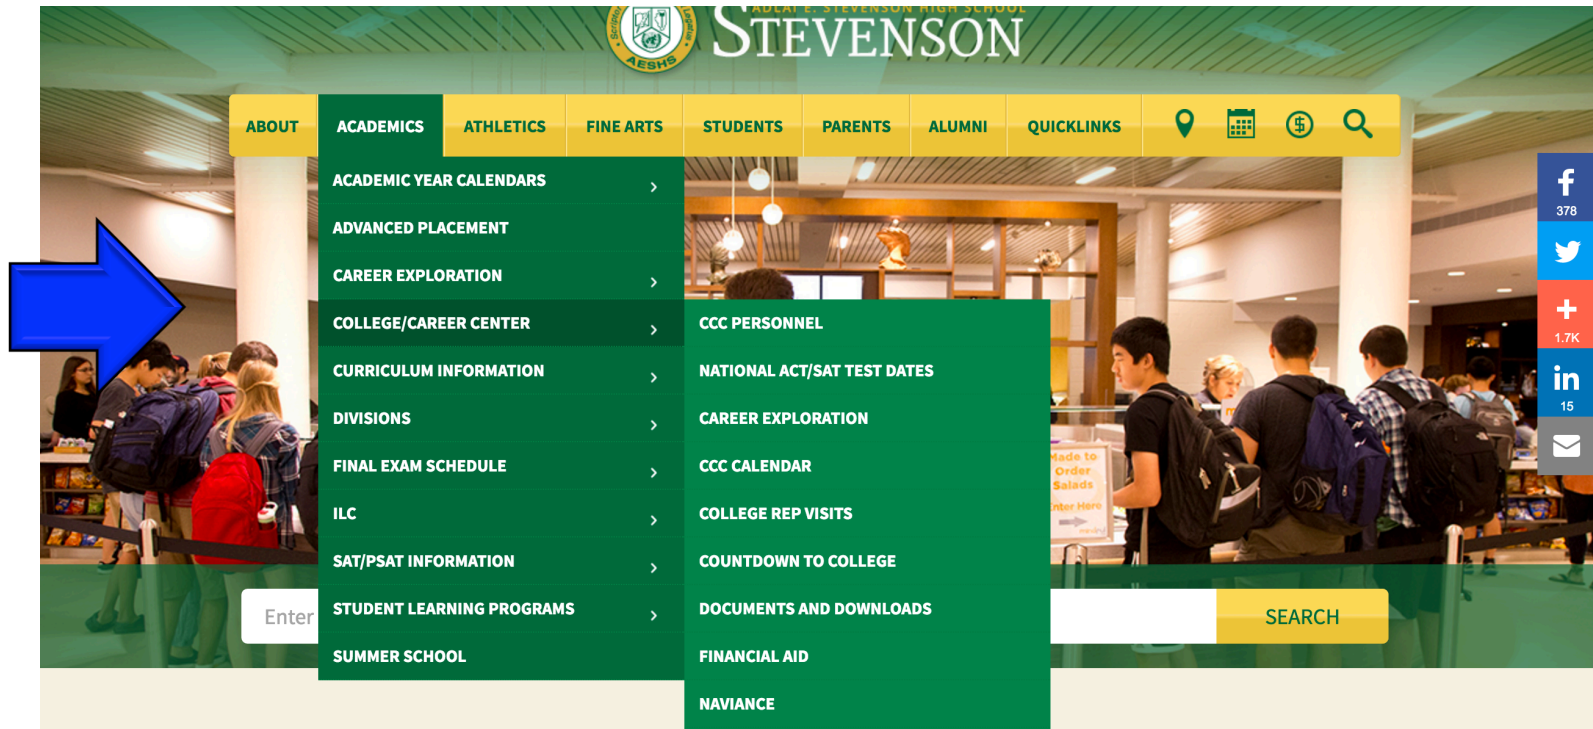 ADLAI E. STEVENSON HIGH SCHOOL
STEVENSON
AESHS
ABOUT
ACADEMICS
ATHLETICS
FINE ARTS
STUDENTS
PARENTS
ALUMNI
QUICKLINKS
ACADEMIC YEAR CALENDARS
ADVANCED PLACEMENT
CAREER EXPLORATION
COLLEGE/CAREER CENTER
CURRICULUM INFORMATION
DIVISIONS
FINAL EXAM SCHEDULE
ILC
SAT/PSAT INFORMATION
STUDENT LEARNING PROGRAMS
SUMMER SCHOOL
CCC PERSONNEL
NATIONAL ACT/SAT TEST DATES
CAREER EXPLORATION
CCC CALENDAR
COLLEGE REP VISITS
COUNTDOWN TO COLLEGE
DOCUMENTS AND DOWNLOADS
FINANCIAL AID
NAVIANCE
Made to
Order
Salads
Enter Here
Enter
SEARCH
378
1.7K
in
15